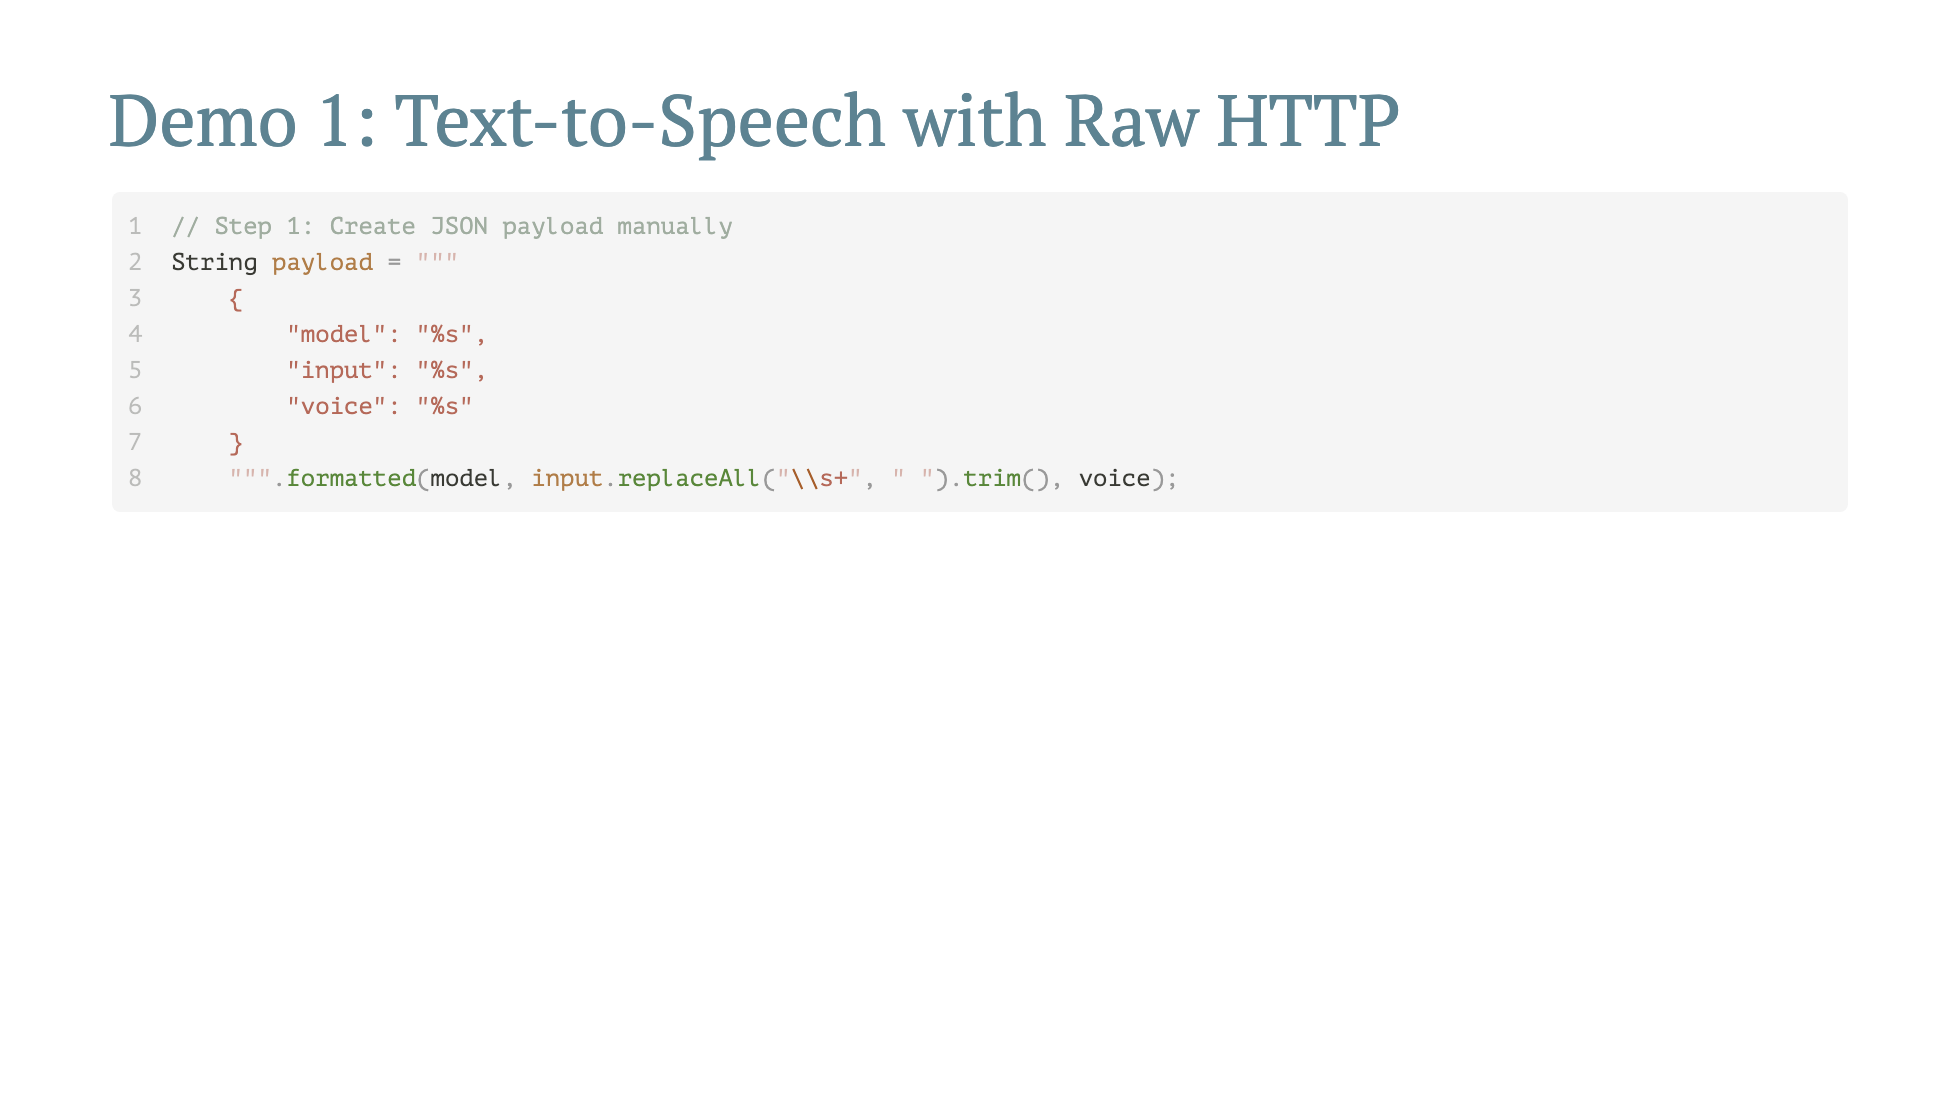 Demo 1: Text-to-Speech with Raw HTTP
1 // Step 1: Create JSON payload manually
2 String payload = """
3     {
4         "model": "%s",
5         "input": "%s",
6         "voice": "%s"
7     }
8     """.formatted(model, input.replaceAll("\\s+", " ").trim(), voice);